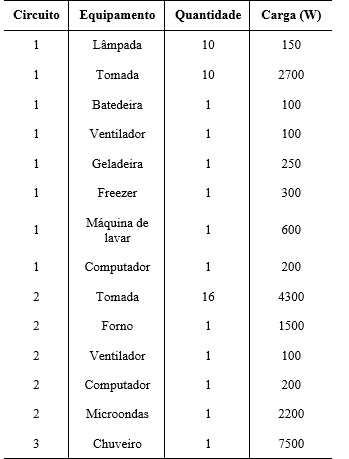 Circuito Equipamento Quantidade Carga (W)
1 Lâmpada 10 150
1 Tomada 10 2700
1 Batedeira 1 100
1 Ventilador 1 100
1 Geladeira 1 250
1 Freezer 1 300
1 Máquina de lavar 1 600
1 Computador 1 200
2 Tomada 16 4300
2 Forno 1 1500
2 Ventilador 1 100
2 Computador 1 200
2 Microondas 1 2200
3 Chuveiro 1 7500